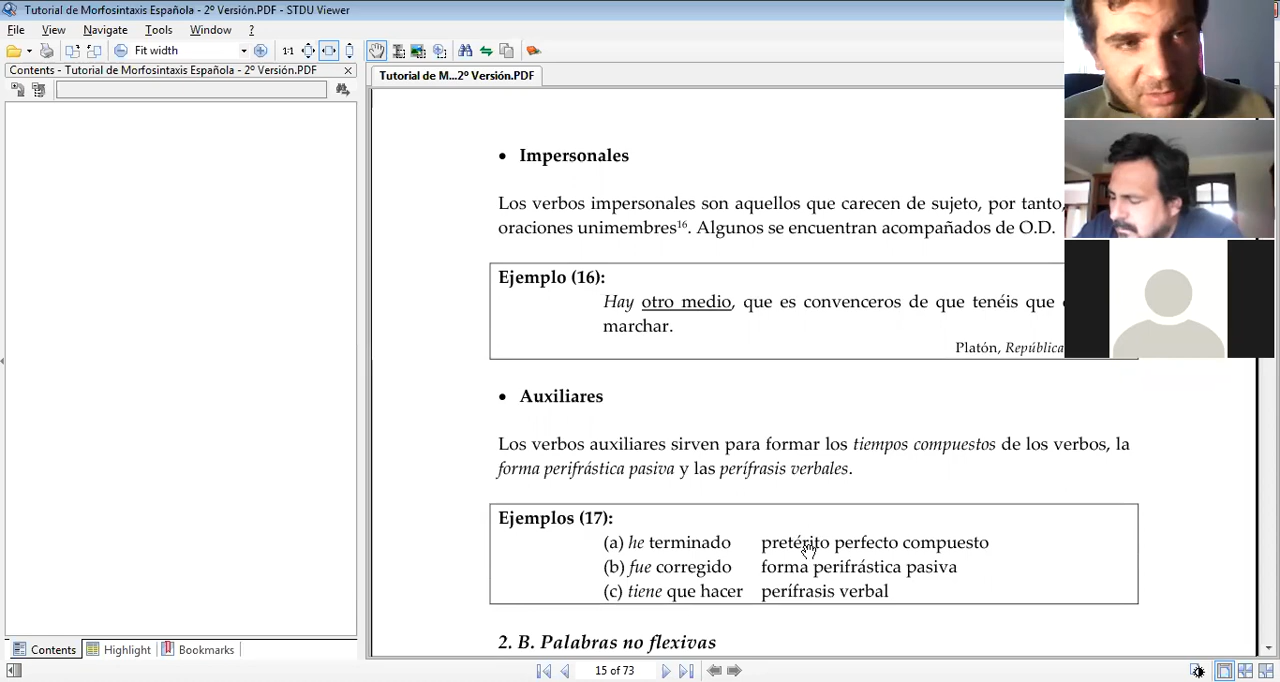 Tutorial de Morfosintaxis Española - 2º Versión.PDF - STDU Viewer
File View Navigate Tools Window ?
Fit width 1:1
Contents - Tutorial de Morfosintaxis Española - 2º Versión.PDF
Tutorial de M...2º Versión.PDF
• Impersonales
Los verbos impersonales son aquellos que carecen de sujeto, por tanto,
oraciones unimembres16. Algunos se encuentran acompañados de O.D.
Ejemplo (16):
Hay otro medio, que es convenceros de que tenéis que
marchar.
Platón, República
• Auxiliares
Los verbos auxiliares sirven para formar los tiempos compuestos de los verbos, la
forma perifrástica pasiva y las perífrasis verbales.
Ejemplos (17):
(a) he terminado pretérito perfecto compuesto
(b) fue corregido forma perifrástica pasiva
(c) tiene que hacer perífrasis verbal
2. B. Palabras no flexivas
Contents Highlight Bookmarks
15 of 73